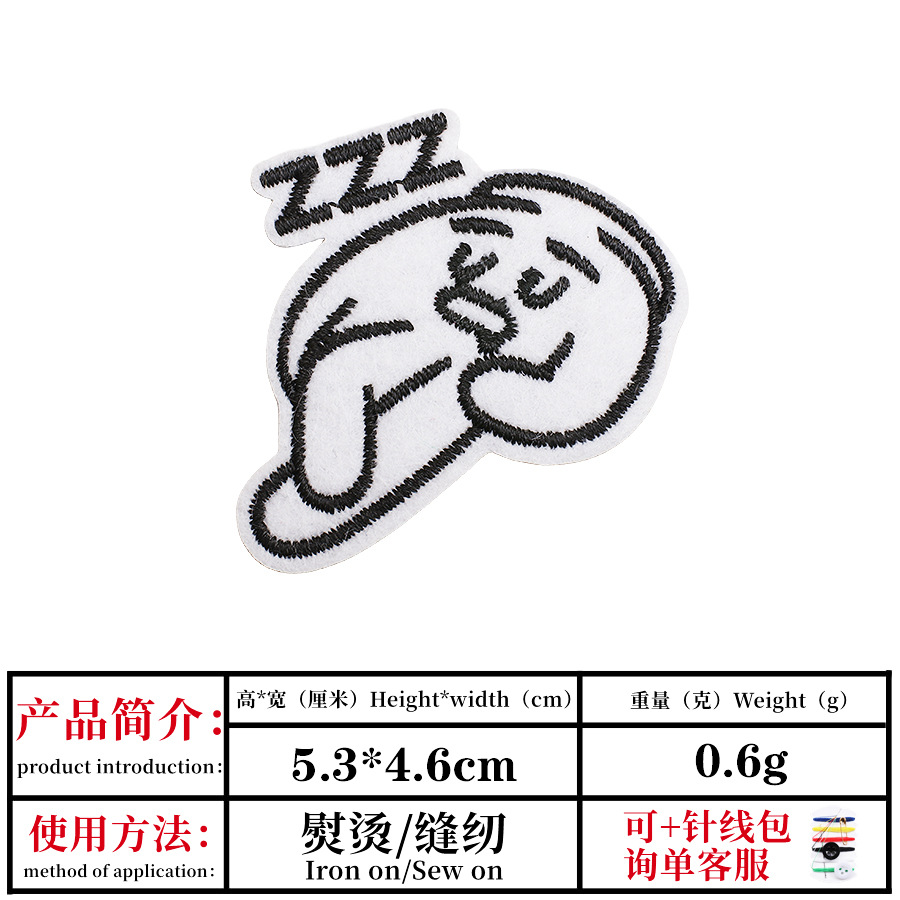 ZZZ
产品简介：
product introduction：
高*宽（厘米）Height*width（cm）
重量（克）Weight（g）
5.3*4.6cm
0.6g
使用方法：
method of application：
熨烫/缝纫
Iron on/Sew on
可+针线包
询单客服